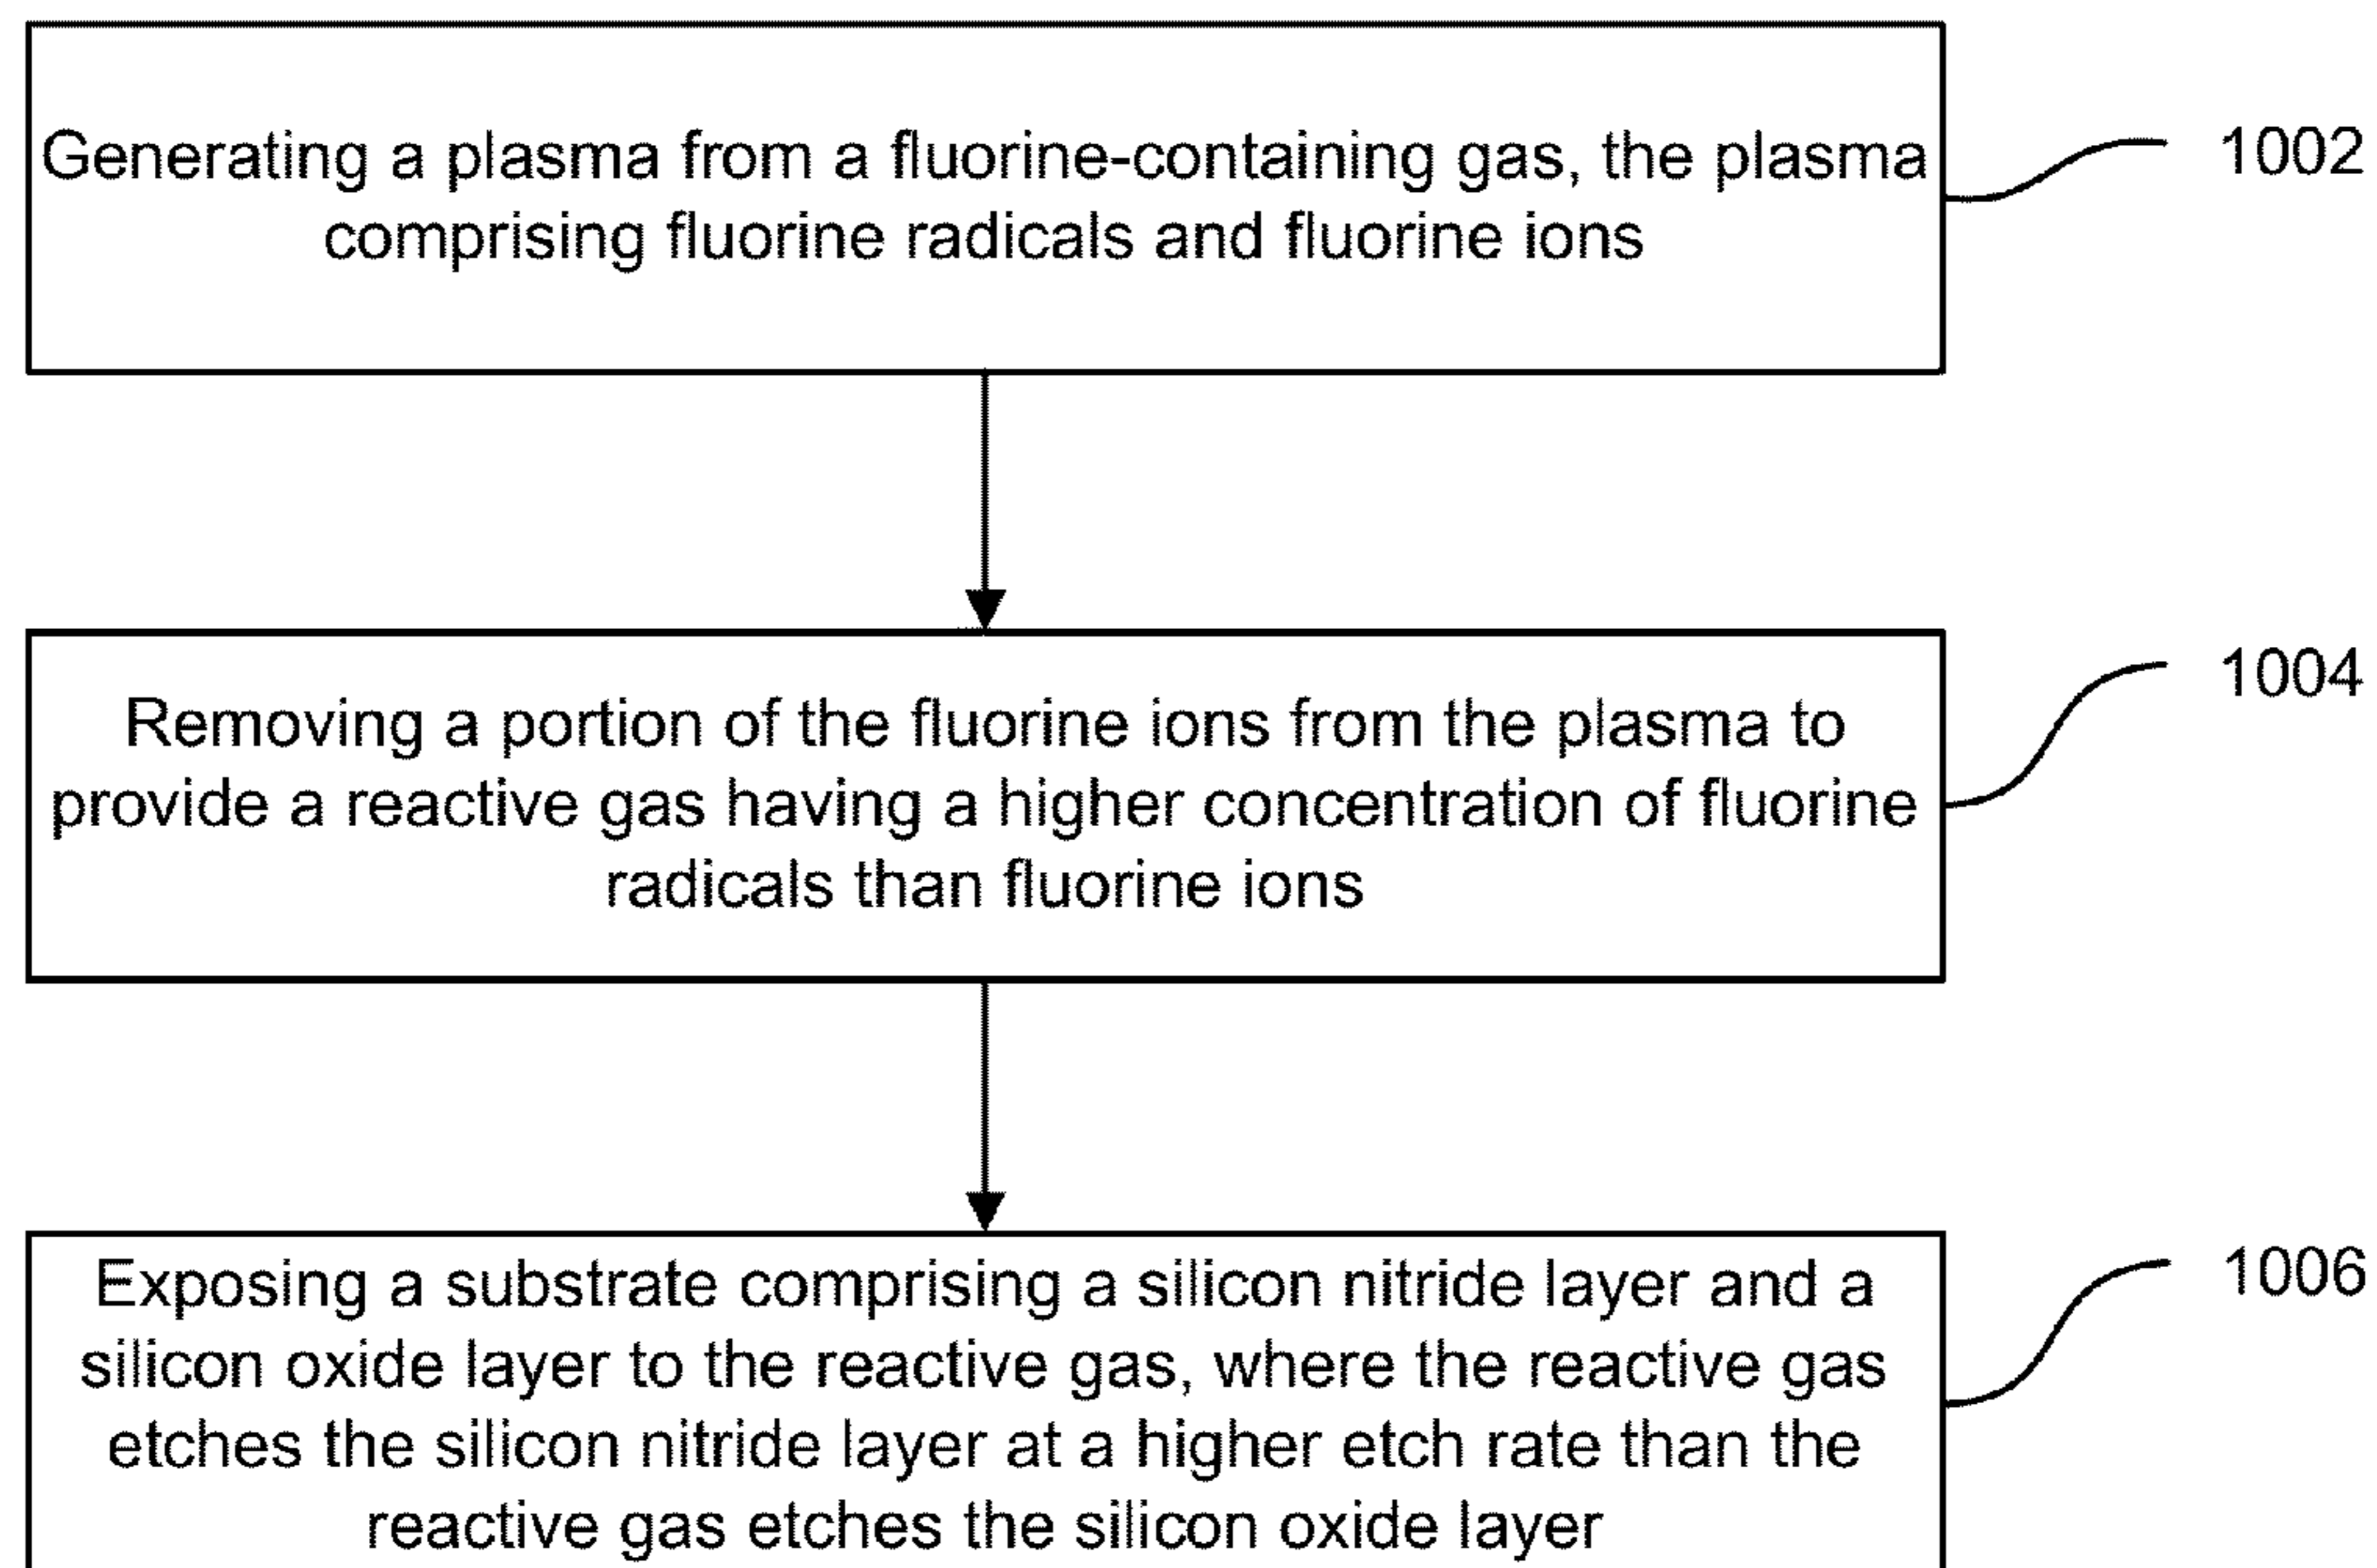 Generating a plasma from a fluorine-containing gas, the plasma
comprising fluorine radicals and fluorine ions
1002
Removing a portion of the fluorine ions from the plasma to
provide a reactive gas having a higher concentration of fluorine
radicals than fluorine ions
1004
Exposing a substrate comprising a silicon nitride layer and a
silicon oxide layer to the reactive gas, where the reactive gas
etches the silicon nitride layer at a higher etch rate than the
reactive gas etches the silicon oxide layer
1006